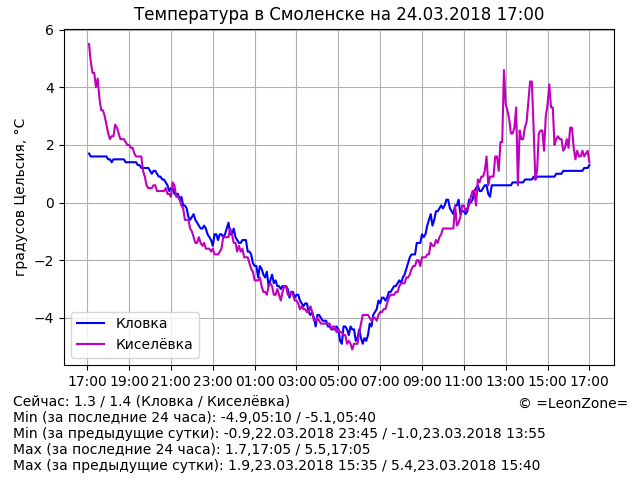 Температура в Смоленске на 24.03.2018 17:00
градусов Цельсия, °C
6
4
2
0
−2
−4
Кловка
Киселёвка
17:00 19:00 21:00 23:00 01:00 03:00 05:00 07:00 09:00 11:00 13:00 15:00 17:00
Сейчас: 1.3 / 1.4 (Кловка / Киселёвка)
© =LeonZone=
Min (за последние 24 часа): -4.9,05:10 / -5.1,05:40
Min (за предыдущие сутки): -0.9,22.03.2018 23:45 / -1.0,23.03.2018 13:55
Max (за последние 24 часа): 1.7,17:05 / 5.5,17:05
Max (за предыдущие сутки): 1.9,23.03.2018 15:35 / 5.4,23.03.2018 15:40